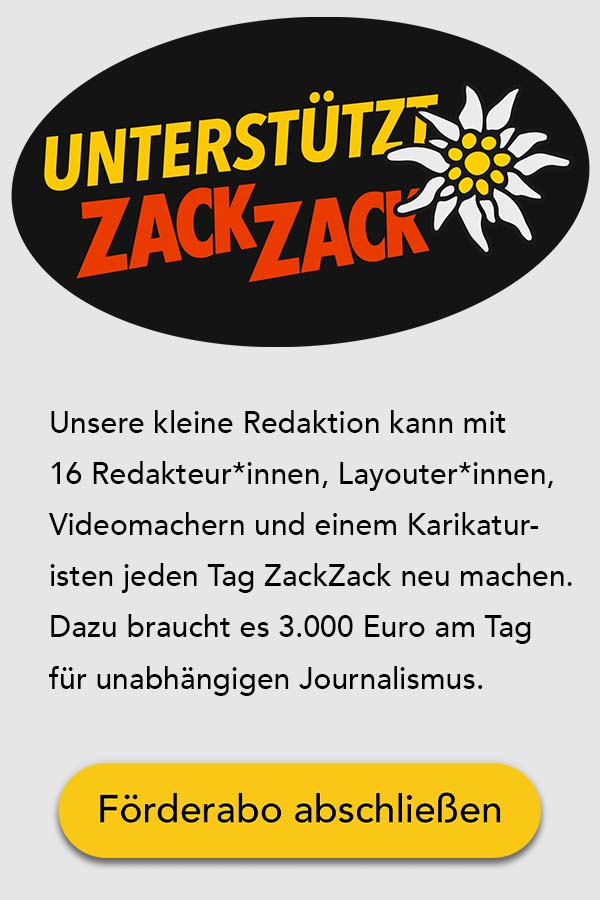 UNTERSTÜTZT
ZACKZACK
Unsere kleine Redaktion kann mit
16 Redakteur*innen, Layouter*innen,
Videomachern und einem Karikatur-
isten jeden Tag ZackZack neu machen.
Dazu braucht es 3.000 Euro am Tag
für unabhängigen Journalismus.
Förderabo abschließen